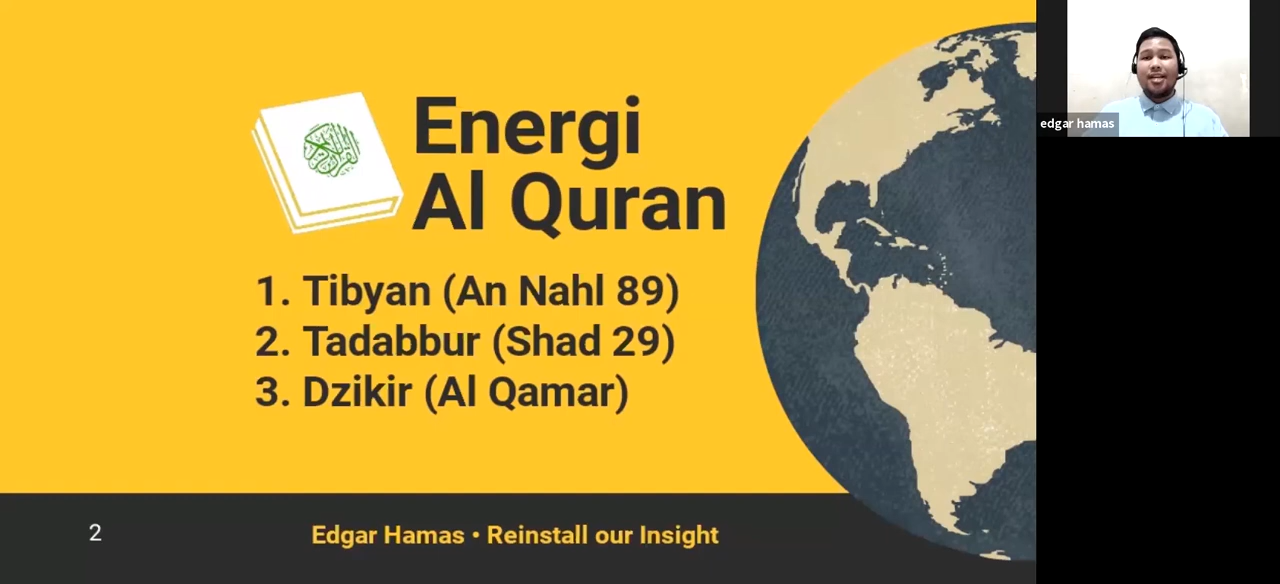 Energi
Al Quran
1. Tibyan (An Nahl 89)
2. Tadabbur (Shad 29)
3. Dzikir (Al Qamar)
2
Edgar Hamas • Reinstall our Insight
edgar hamas